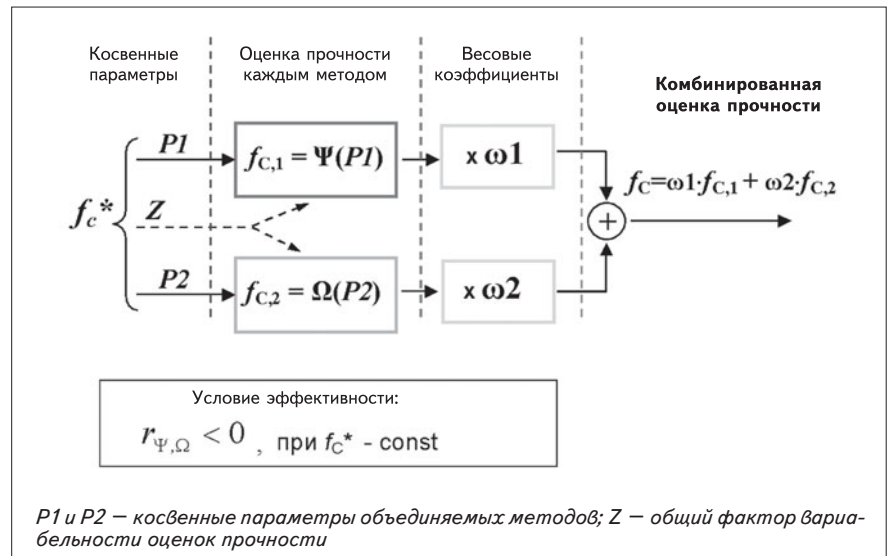 Косвенные
параметры
Оценка прочности
каждым методом
Весовые
коэффициенты
Комбинированная
оценка прочности
P1
f_C,1 = Ψ(P1)
x ω1
f_c*
Z
f_C=ω1·f_C,1 + ω2·f_C,2
+
P2
f_C,2 = Ω(P2)
x ω2
Условие эффективности:
r_Ψ,Ω < 0 , при f_C* - const
P1 и P2 — косвенные параметры объединяемых методов; Z — общий фактор вариа-
бельности оценок прочности